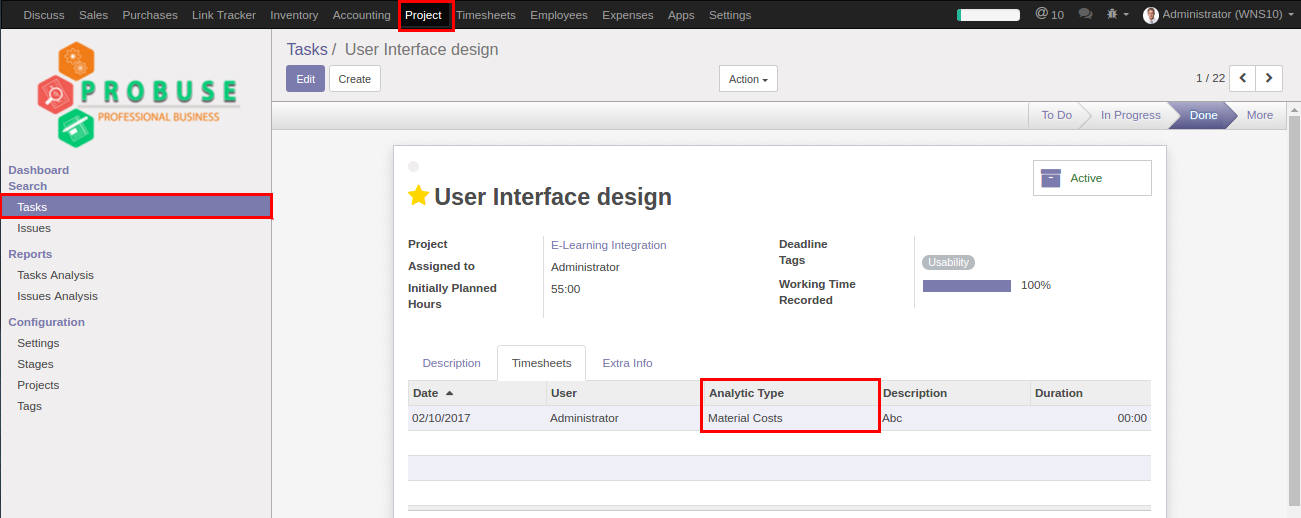 Discuss Sales Purchases Link Tracker Inventory Accounting Project Timesheets Employees Expenses Apps Settings @ 10 Administrator (WNS10)
PROBUSE
PROFESSIONAL BUSINESS
Dashboard
Search
Tasks
Issues
Reports
Tasks Analysis
Issues Analysis
Configuration
Settings
Stages
Projects
Tags
Tasks / User Interface design
Edit Create Action 1 / 22
To Do In Progress Done More
Active
User Interface design
Project E-Learning Integration
Assigned to Administrator
Initially Planned Hours 55:00
Deadline
Tags Usability
Working Time Recorded 100%
Description Timesheets Extra Info
Date User Analytic Type Description Duration
02/10/2017 Administrator Material Costs Abc 00:00